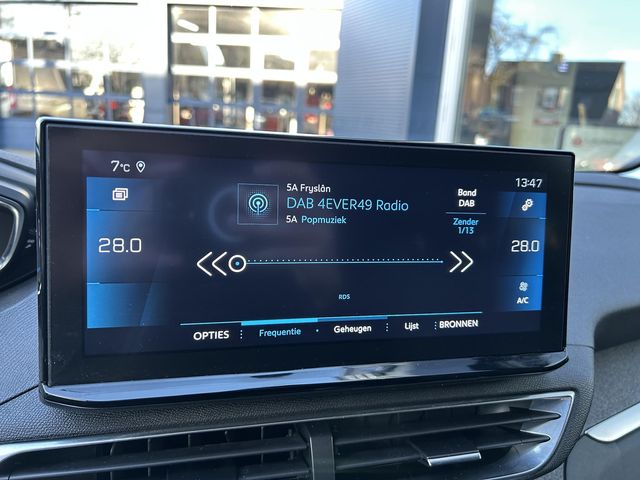 7°C
13:47
5A Fryslân
DAB 4EVER49 Radio
5A Popmuziek
Band
DAB
Zender
1/13
28.0
28.0
RDS
A/C
OPTIES
Frequentie
Geheugen
Lijst
BRONNEN